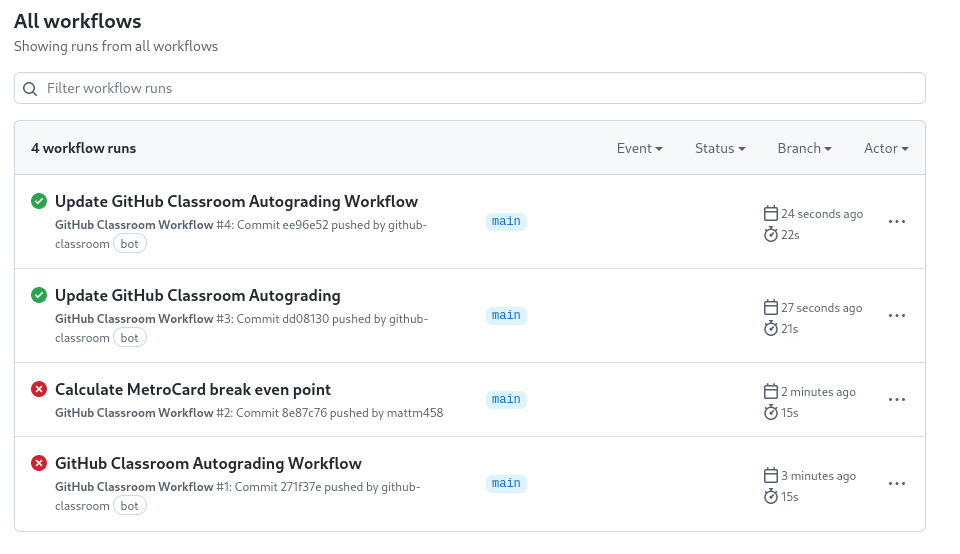 All workflows
Showing runs from all workflows
Filter workflow runs
4 workflow runs Event Status Branch Actor
Update GitHub Classroom Autograding Workflow
GitHub Classroom Workflow #4: Commit ee96e52 pushed by github-
classroom bot
main
24 seconds ago
22s
Update GitHub Classroom Autograding
GitHub Classroom Workflow #3: Commit dd08130 pushed by github-
classroom bot
main
27 seconds ago
21s
Calculate MetroCard break even point
GitHub Classroom Workflow #2: Commit 8e87c76 pushed by mattm458
main
2 minutes ago
15s
GitHub Classroom Autograding Workflow
GitHub Classroom Workflow #1: Commit 271f37e pushed by github-
classroom bot
main
3 minutes ago
15s